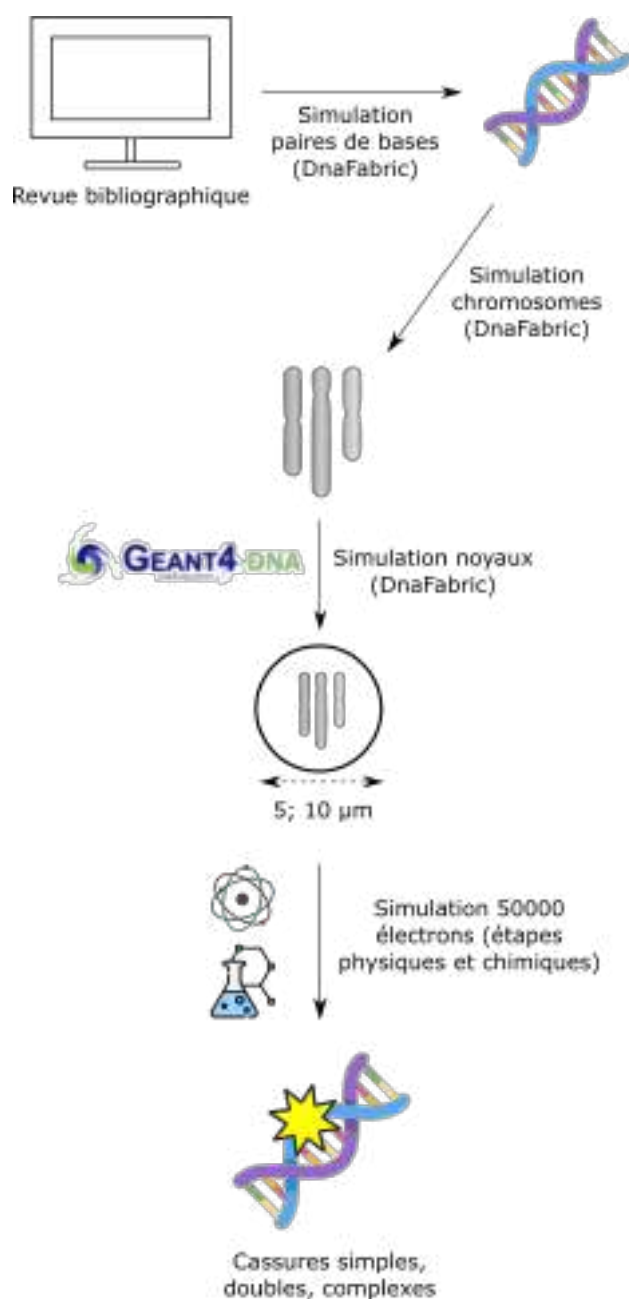 Simulation
paires de bases
(DnaFabric)
Revue bibliographique
Simulation
chromosomes
(DnaFabric)
GEANT4-DNA
Simulation noyaux
(DnaFabric)
5; 10 µm
Simulation 50000
électrons (étapes
physiques et chimiques)
Cassures simples,
doubles, complexes